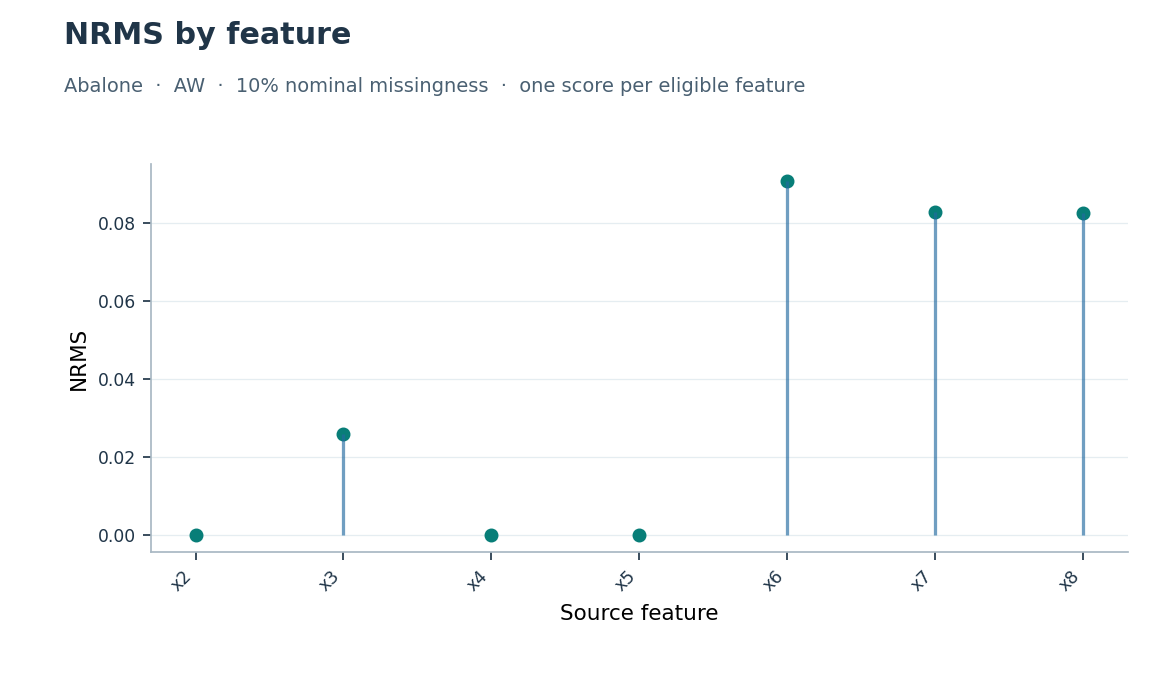 NRMS by feature
Abalone · AW · 10% nominal missingness · one score per eligible feature
NRMS
0.08
0.06
0.04
0.02
0.00
x2 x3 x4 x5 x6 x7 x8
Source feature